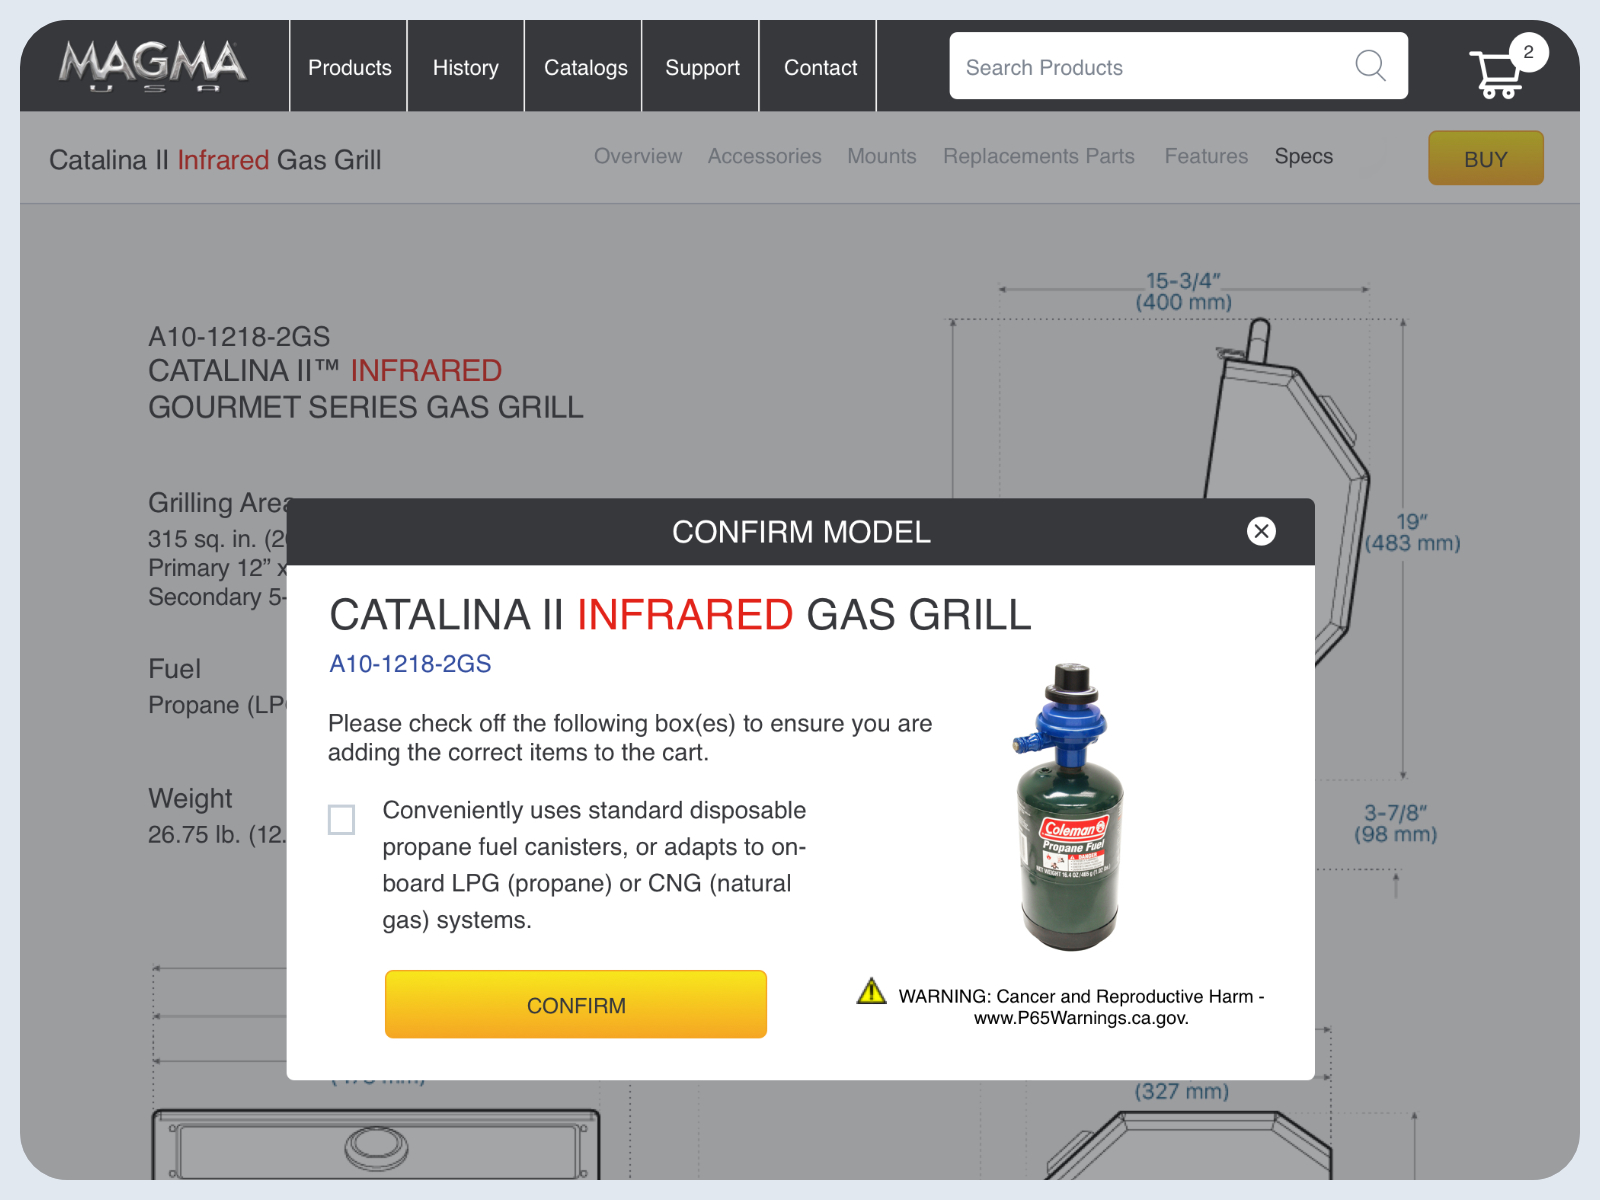 MAGMA
USA
Products
History
Catalogs
Support
Contact
Search Products
2
Catalina II Infrared Gas Grill
Overview
Accessories
Mounts
Replacements Parts
Features
Specs
BUY
A10-1218-2GS
CATALINA II™ INFRARED
GOURMET SERIES GAS GRILL
15-3/4”
(400 mm)
Grilling Area
315 sq. in. (2
Primary 12” x
Secondary 5-
Fuel
Propane (LP
Weight
26.75 lb. (12.
19”
(483 mm)
3-7/8”
(98 mm)
CONFIRM MODEL
CATALINA II INFRARED GAS GRILL
A10-1218-2GS
Please check off the following box(es) to ensure you are
adding the correct items to the cart.
Conveniently uses standard disposable
propane fuel canisters, or adapts to on-
board LPG (propane) or CNG (natural
gas) systems.
Coleman
Propane Fuel
DANGER
CONFIRM
WARNING: Cancer and Reproductive Harm -
www.P65Warnings.ca.gov.
(327 mm)